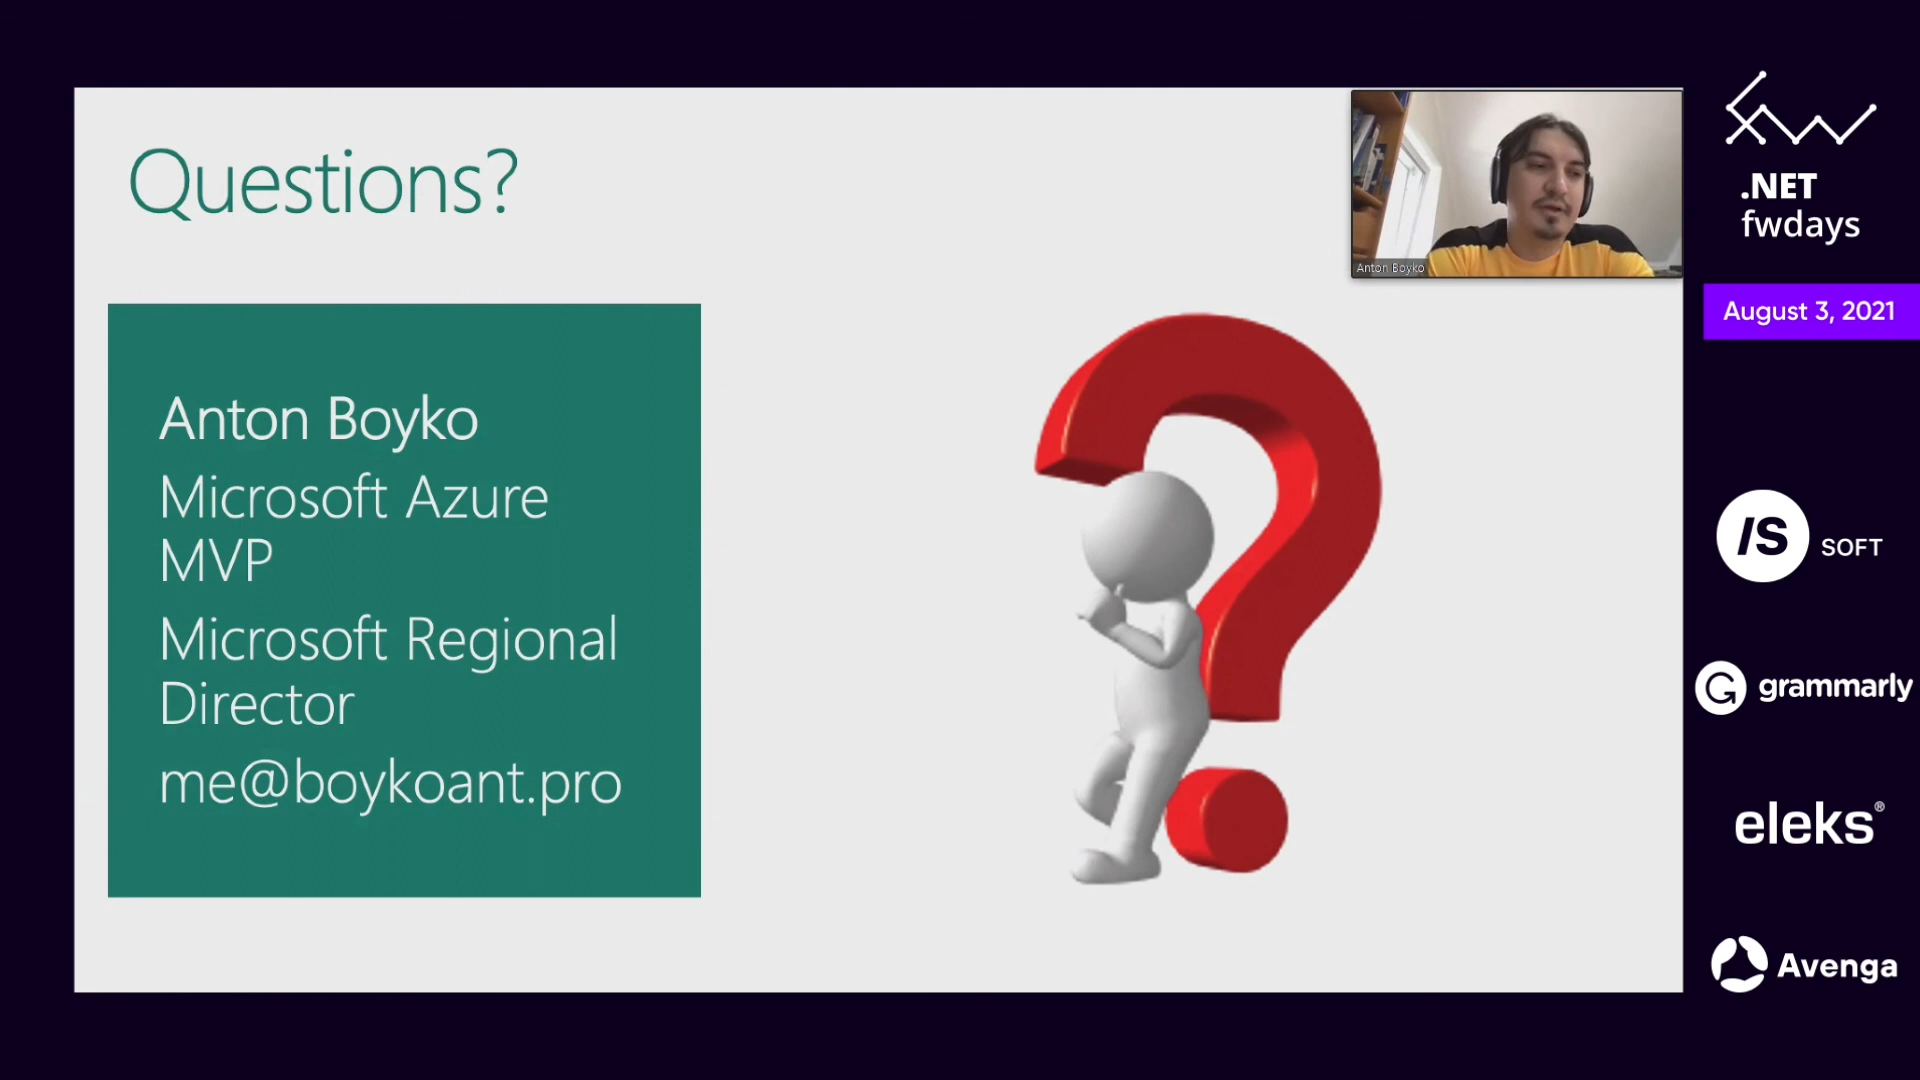 Questions?
Anton Boyko
Microsoft Azure
MVP
Microsoft Regional
Director
me@boykoant.pro
Anton Boyko
.NET
fwdays
August 3, 2021
/S SOFT
grammarly
eleks®
Avenga